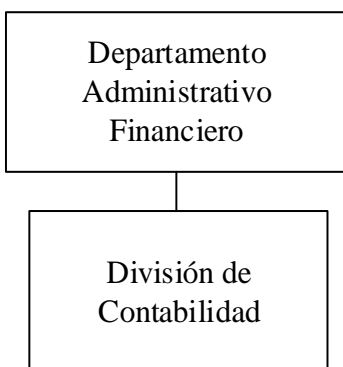 Departamento
Administrativo
Financiero
División de
Contabilidad